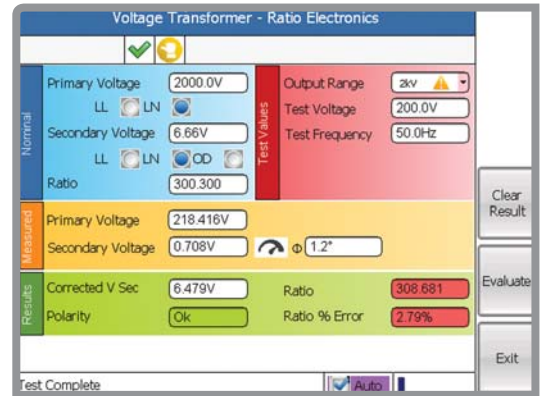 Voltage Transformer - Ratio Electronics
Nominal
Primary Voltage 2000.0V
LL LN
Secondary Voltage 6.66V
LL LN OD
Ratio 300.300
Test Values
Output Range 2kV
Test Voltage 200.0V
Test Frequency 50.0Hz
Measured
Primary Voltage 218.416V
Secondary Voltage 0.708V Φ 1.2°
Results
Corrected V Sec 6.479V
Polarity Ok
Ratio 308.681
Ratio % Error 2.79%
Test Complete
Auto
Clear
Result
Evaluate
Exit